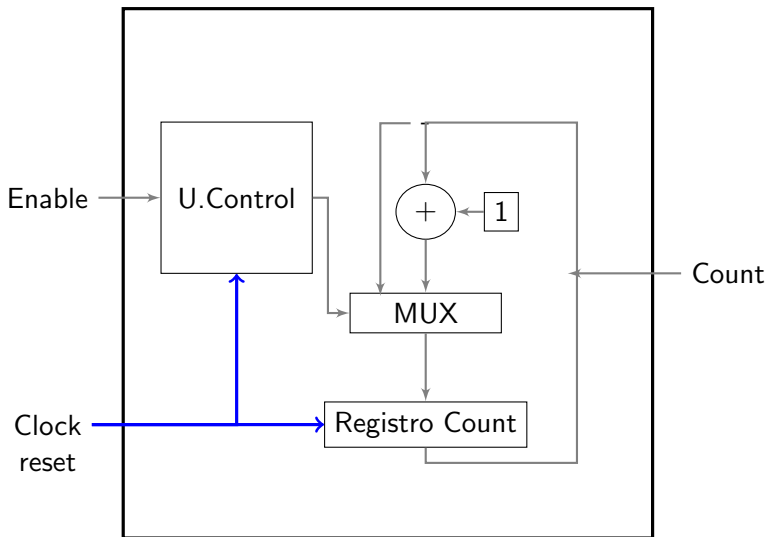 Enable
U.Control
+
1
Count
MUX
Clock
reset
Registro Count